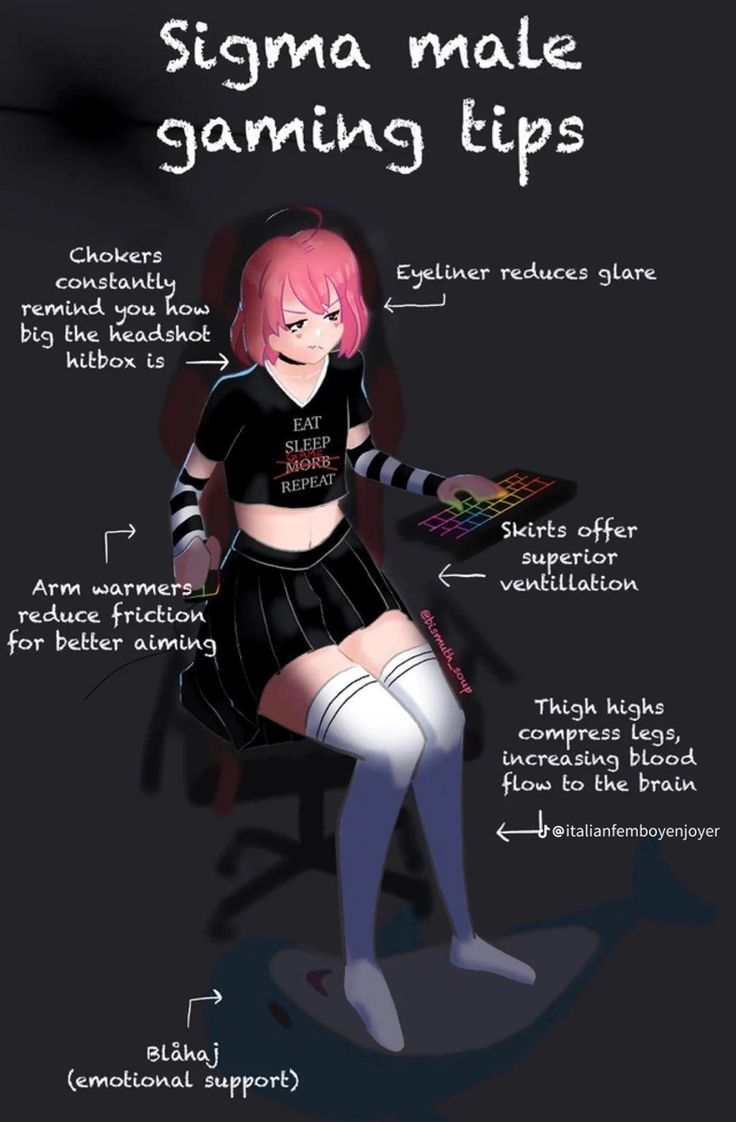 Sigma male
gaming tips
Chokers
constantly
remind you how
big the headshot
hitbox is
Eyeliner reduces glare
EAT
SLEEP
GAME
MORB
REPEAT
Skirts offer
superior
ventillation
Arm warmers
reduce friction
for better aiming
@bismuth_soup
Thigh highs
compress legs,
increasing blood
flow to the brain
@italianfemboyenjoyer
Blåhaj
(emotional support)